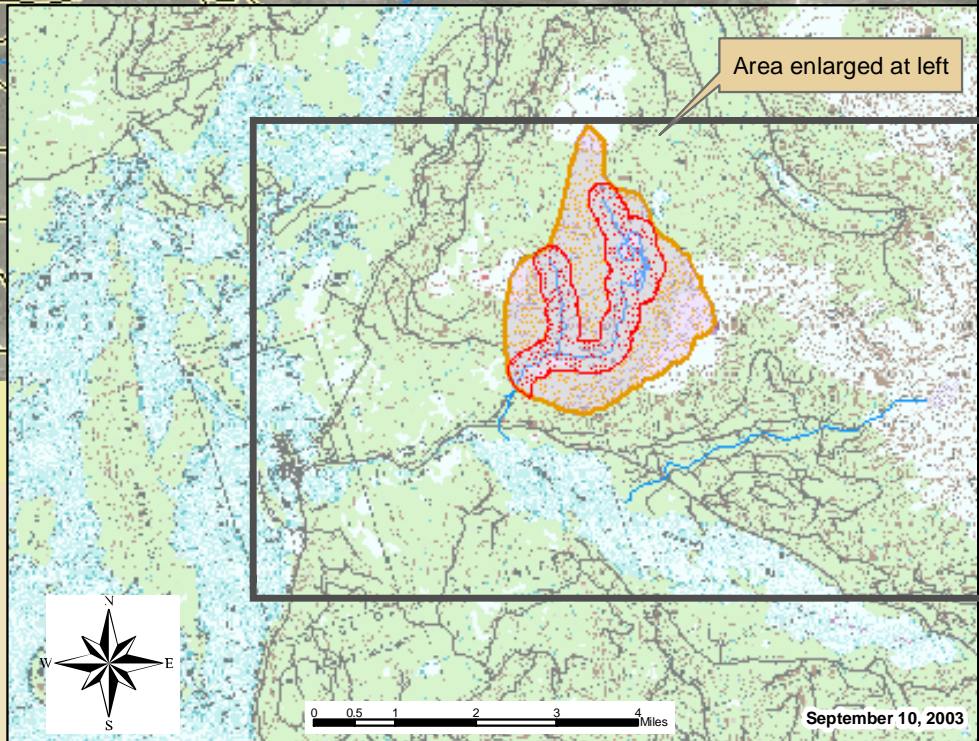 Area enlarged at left
N
W E
S
0 0.5 1 2 3 4
Miles
September 10, 2003